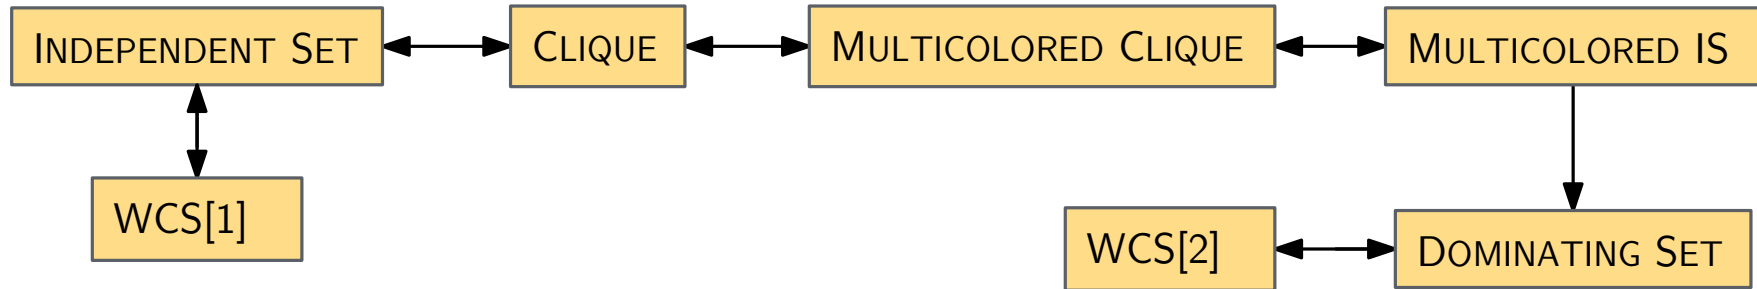 INDEPENDENT SET
CLIQUE
MULTICOLORED CLIQUE
MULTICOLORED IS
WCS[1]
WCS[2]
DOMINATING SET